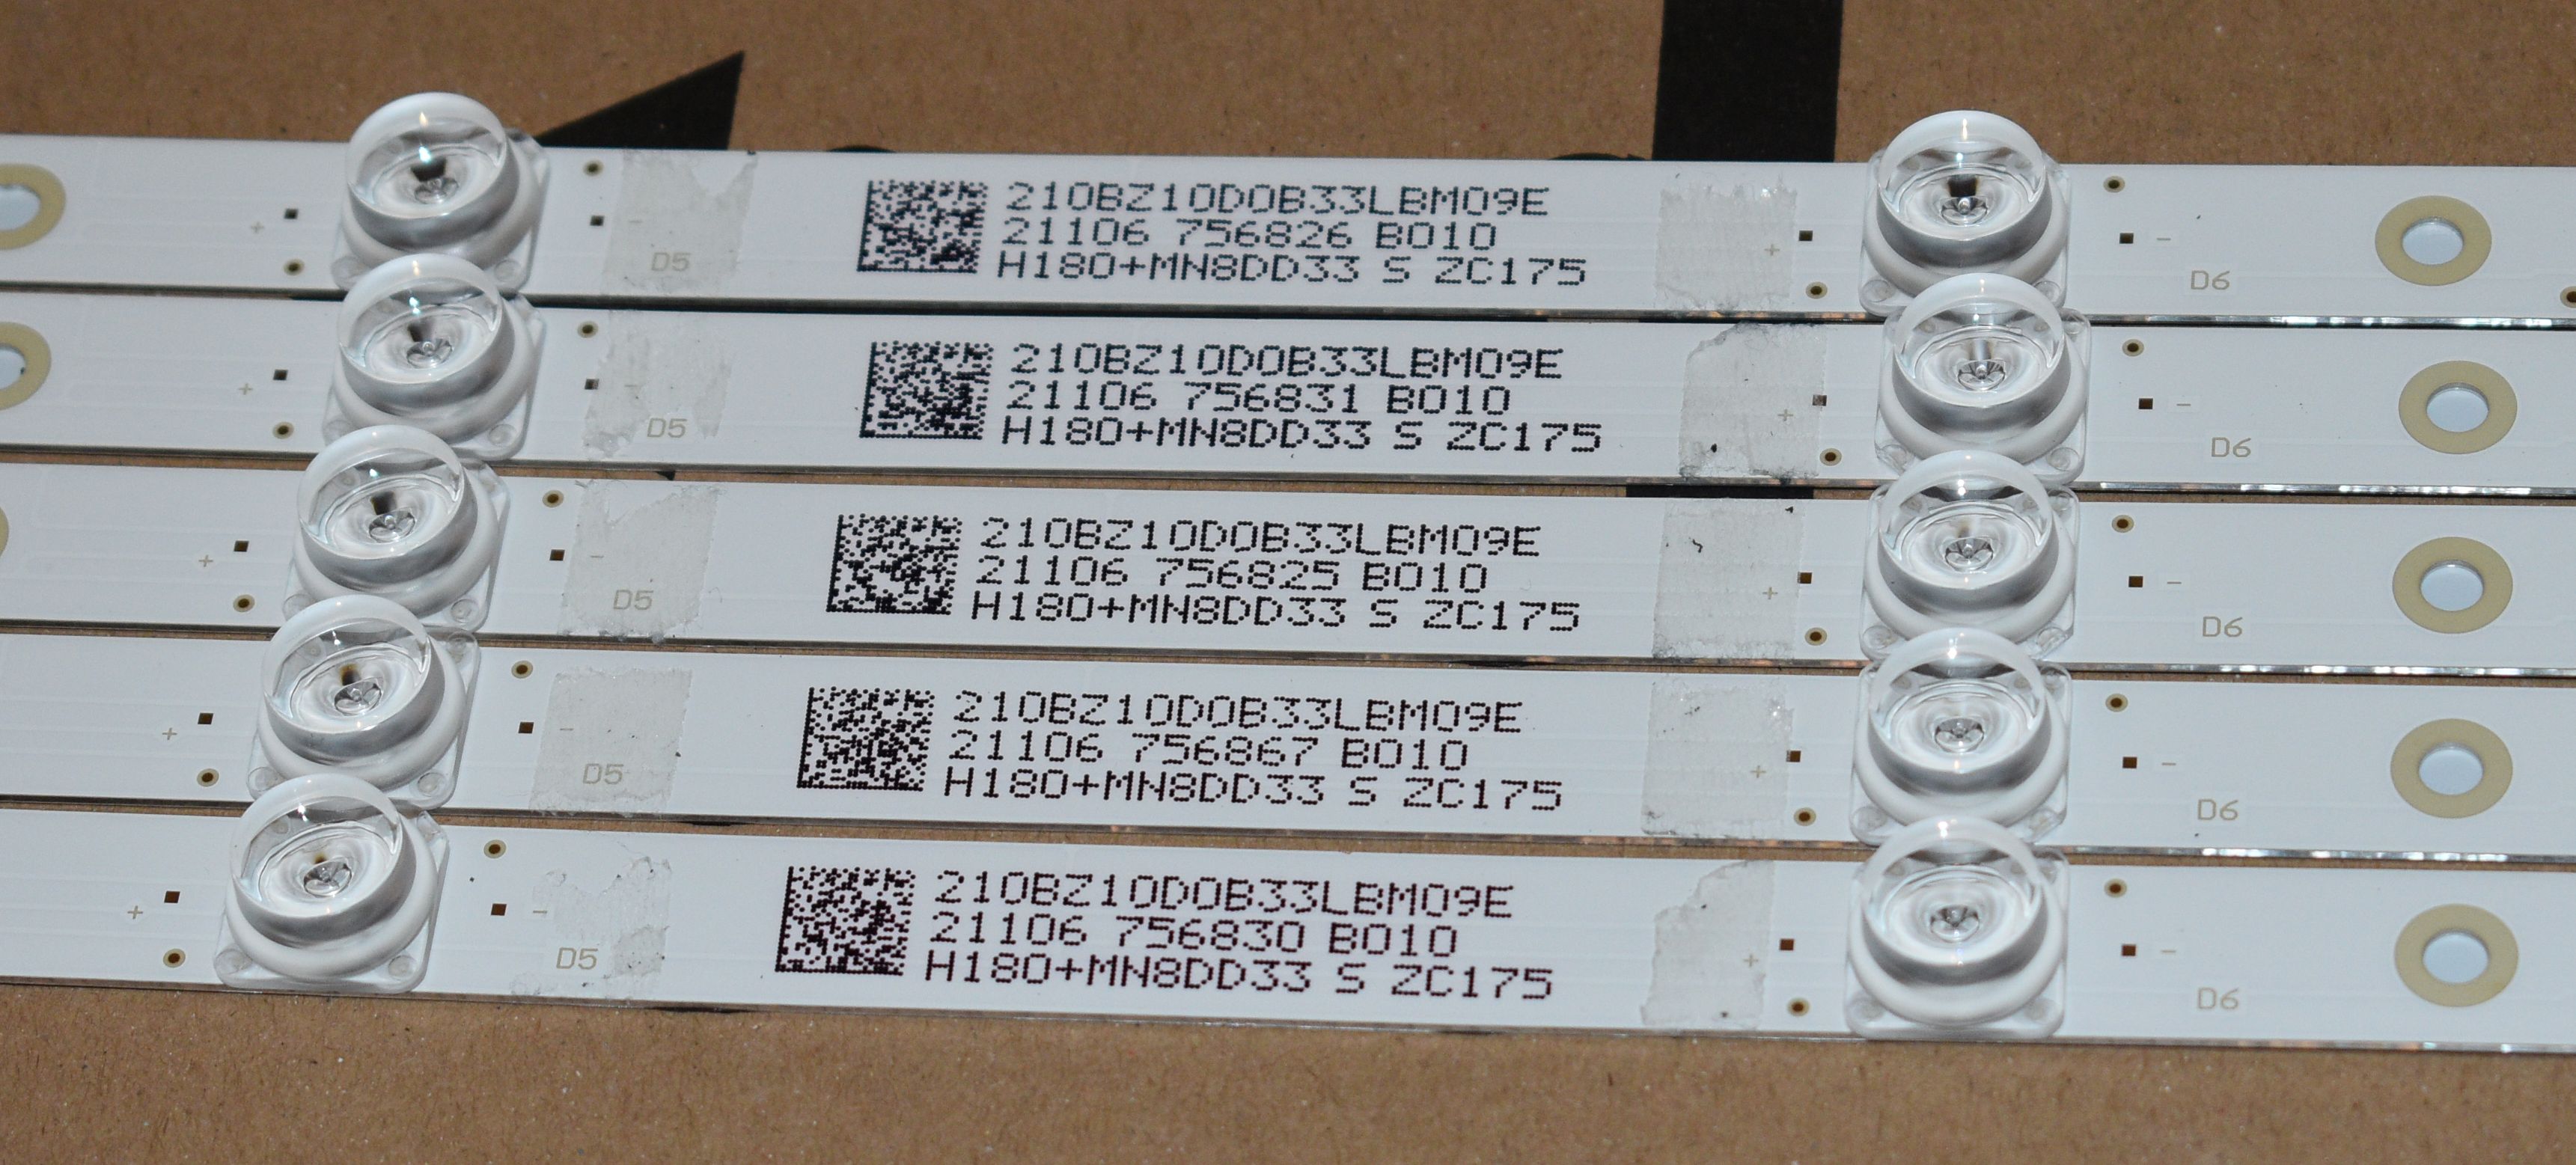 210BZ10D0B33LBM09E
21106 756826 B010
H180+MN8DD33 S ZC175
+
-
D5
+
-
D6
210BZ10D0B33LBM09E
21106 756831 B010
H180+MN8DD33 S ZC175
+
-
D5
+
-
D6
210BZ10D0B33LBM09E
21106 756825 B010
H180+MN8DD33 S ZC175
+
-
D5
+
-
D6
210BZ10D0B33LBM09E
21106 756867 B010
H180+MN8DD33 S ZC175
+
-
D5
+
-
D6
210BZ10D0B33LBM09E
21106 756830 B010
H180+MN8DD33 S ZC175
+
-
D5
+
-
D6